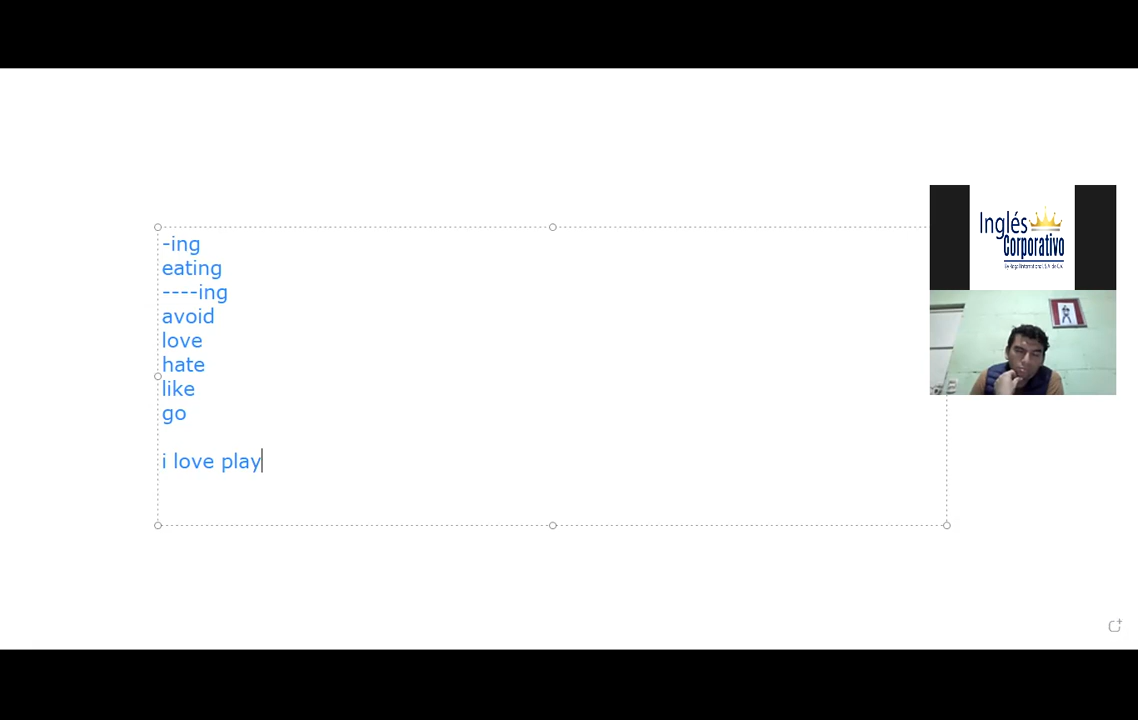 -ing
eating
----ing
avoid
love
hate
like
go
i love play
Inglés
Corporativo